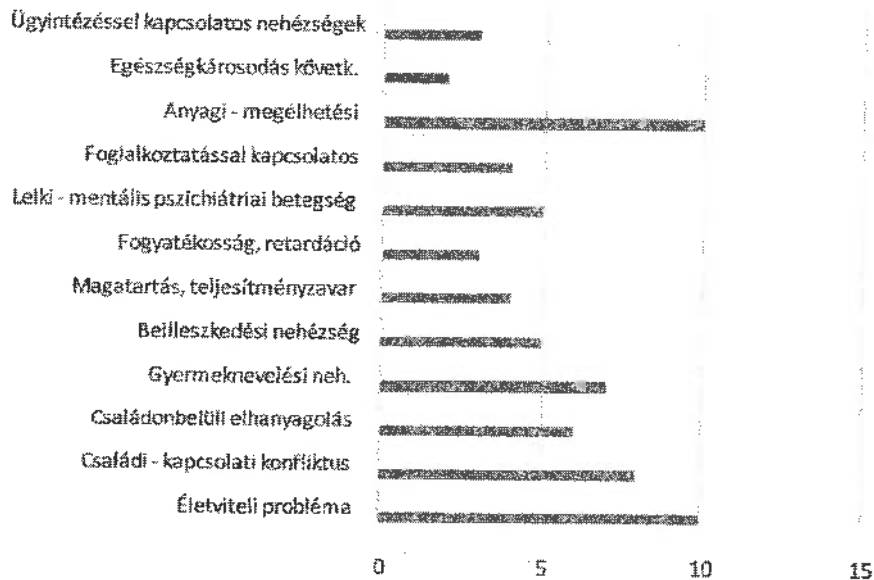 Ügyintézéssel kapcsolatos nehézségek
Egészségkárosodás követk.
Anyagi - megélhetési
Foglalkoztatással kapcsolatos
Lelki - mentális pszichiátriai betegség
Fogyatékosság, retardáció
Magatartás, teljesítményzavar
Beilleszkedési nehézség
Gyermeknevelési neh.
Családonbelüli elhanyagolás
Családi - kapcsolati konfliktus
Életviteli probléma
0 5 10 15